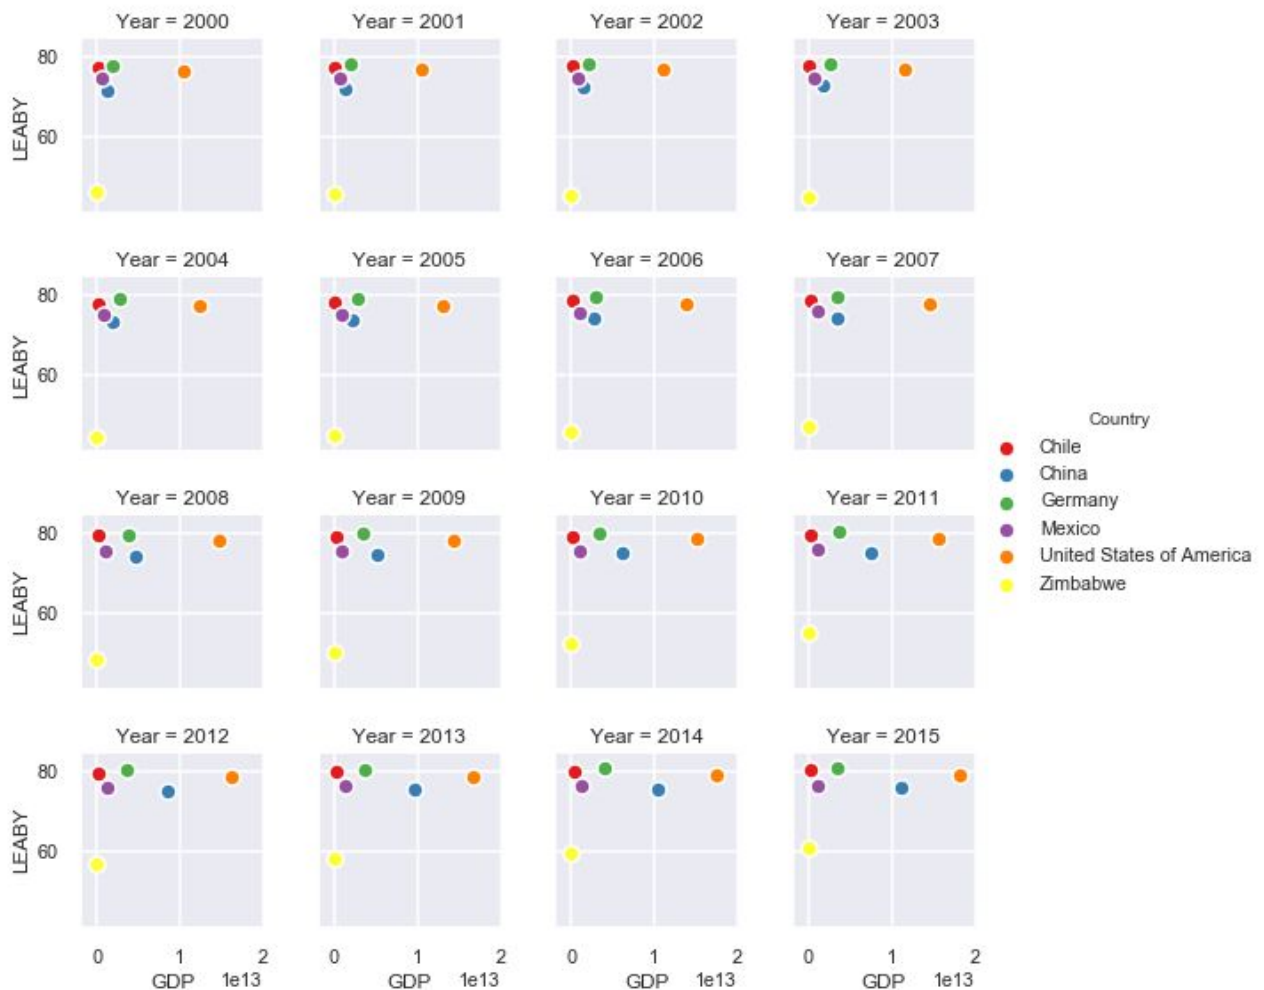 Year = 2000 Year = 2001 Year = 2002 Year = 2003
80
60
LEABY
Year = 2004 Year = 2005 Year = 2006 Year = 2007
80
60
LEABY
Country
Chile
China
Germany
Mexico
United States of America
Zimbabwe
Year = 2008 Year = 2009 Year = 2010 Year = 2011
80
60
LEABY
Year = 2012 Year = 2013 Year = 2014 Year = 2015
80
60
LEABY
0 1 2 0 1 2 0 1 2 0 1 2
GDP 1e13 GDP 1e13 GDP 1e13 GDP 1e13